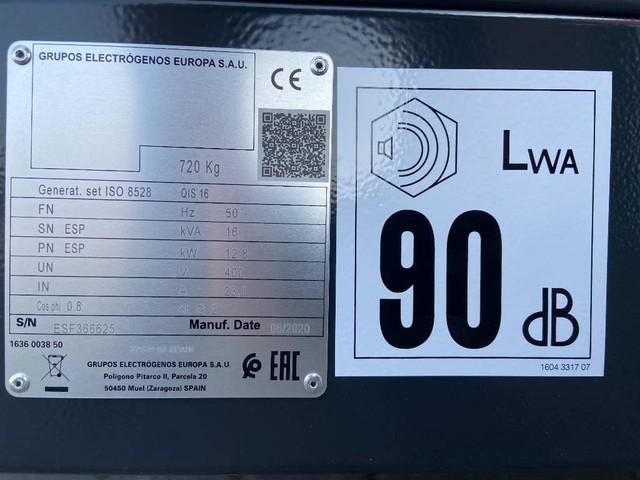 GRUPOS ELECTRÓGENOS EUROPA S.A.U.
CE
720 Kg
Generat. set ISO 8528 QIS 16
FN Hz 50
SN ESP kVA 16
PN ESP kW 12.8
UN V 400
IN A
Cos phi 0.8
S/N ESF366625 Manuf. Date 08/2020
1636 0038 50
MADE IN SPAIN
GRUPOS ELECTRÓGENOS EUROPA S.A.U.
Polígono Pitarco II, Parcela 20
50450 Muel (Zaragoza) SPAIN
EAC
LWA
90 dB
1604 3317 07